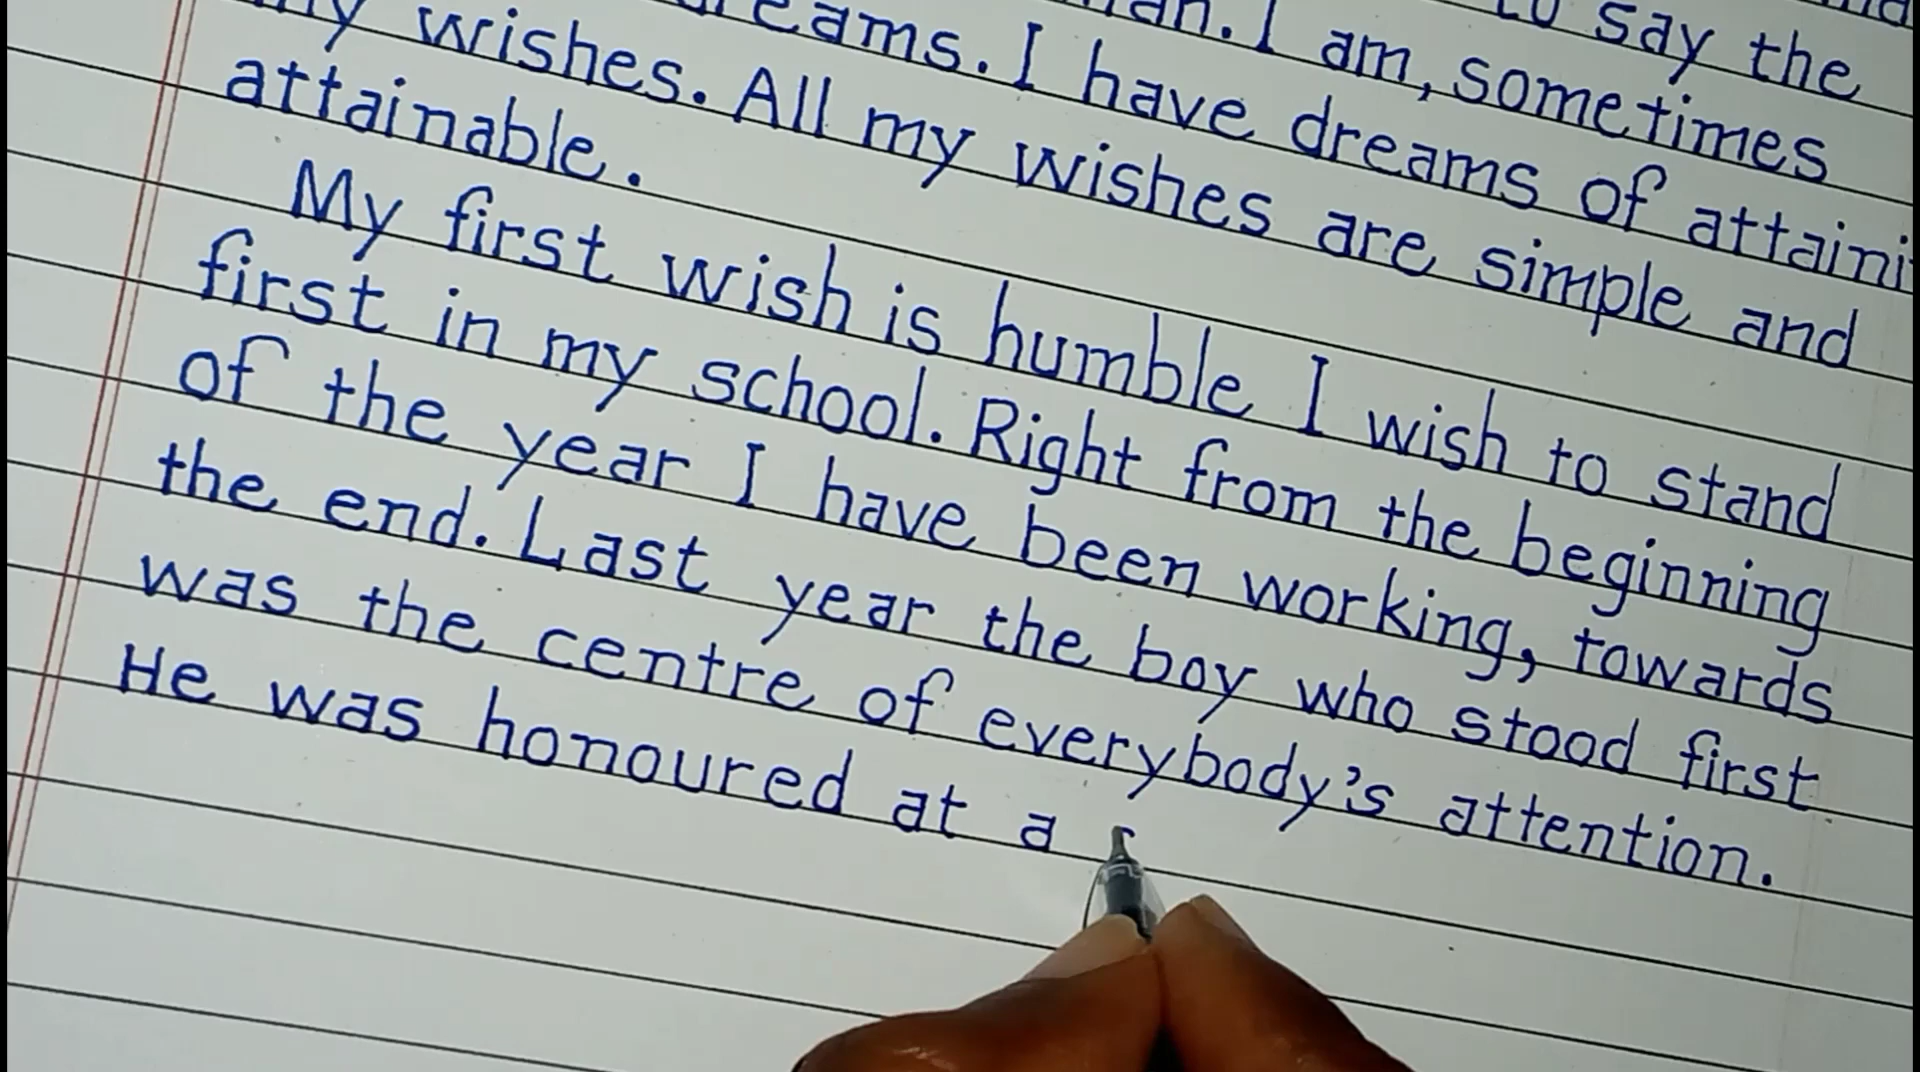 to say the
I am, sometimes
dreams. I have dreams of attaini
my wishes. All my wishes are simple and
attainable.
My first wish is humble I wish to stand
first in my school. Right from the beginning
of the year I have been working, towards
the end. Last year the boy who stood first
was the centre of everybody's attention.
He was honoured at a